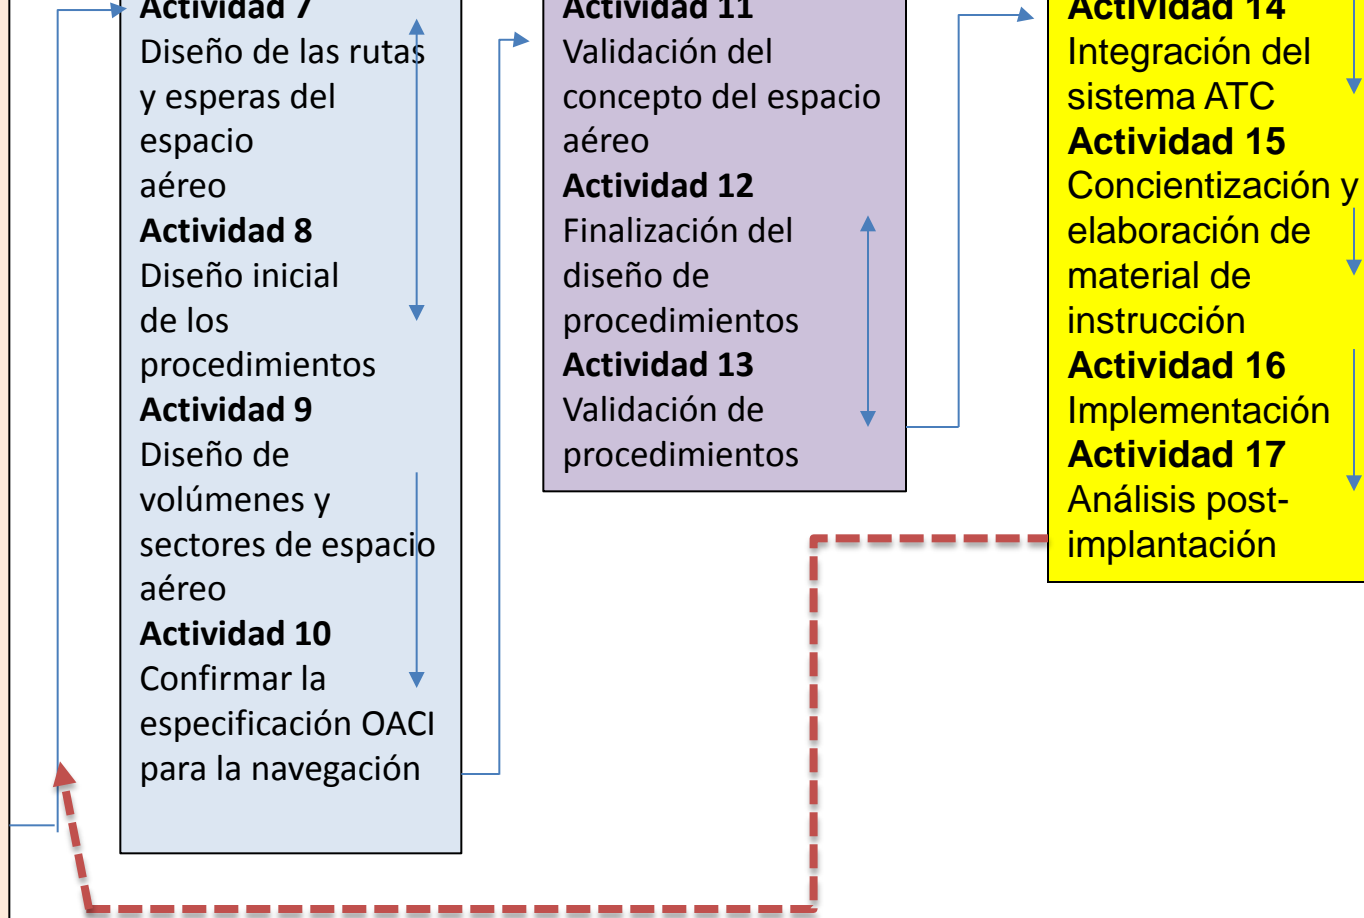 Actividad 7
Diseño de las rutas
y esperas del
espacio
aéreo
Actividad 8
Diseño inicial
de los
procedimientos
Actividad 9
Diseño de
volúmenes y
sectores de espacio
aéreo
Actividad 10
Confirmar la
especificación OACI
para la navegación
Actividad 11
Validación del
concepto del espacio
aéreo
Actividad 12
Finalización del
diseño de
procedimientos
Actividad 13
Validación de
procedimientos
Actividad 14
Integración del
sistema ATC
Actividad 15
Concientización y
elaboración de
material de
instrucción
Actividad 16
Implementación
Actividad 17
Análisis post-
implantación